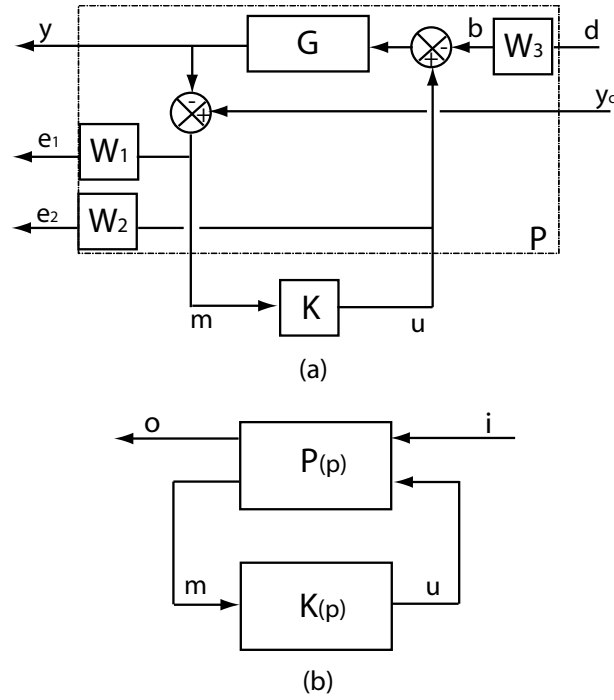 y G b W3 d
- + - +
yc
e1 W1
e2 W2
P
K
m u
(a)
o i
P(p)
m u
K(p)
(b)